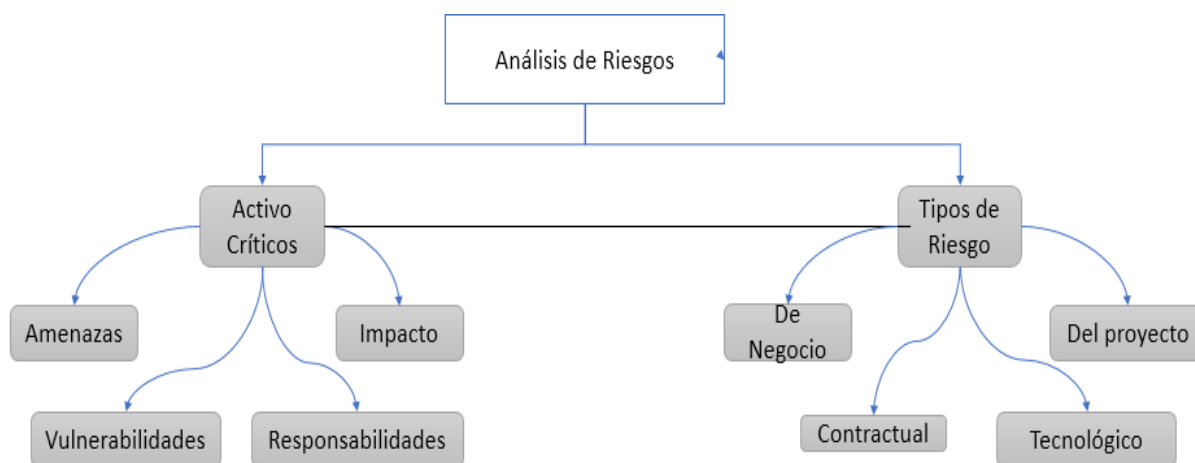 Análisis de Riesgos
Activo
Críticos
Tipos de
Riesgo
Amenazas
Impacto
De
Negocio
Del proyecto
Vulnerabilidades
Responsabilidades
Contractual
Tecnológico